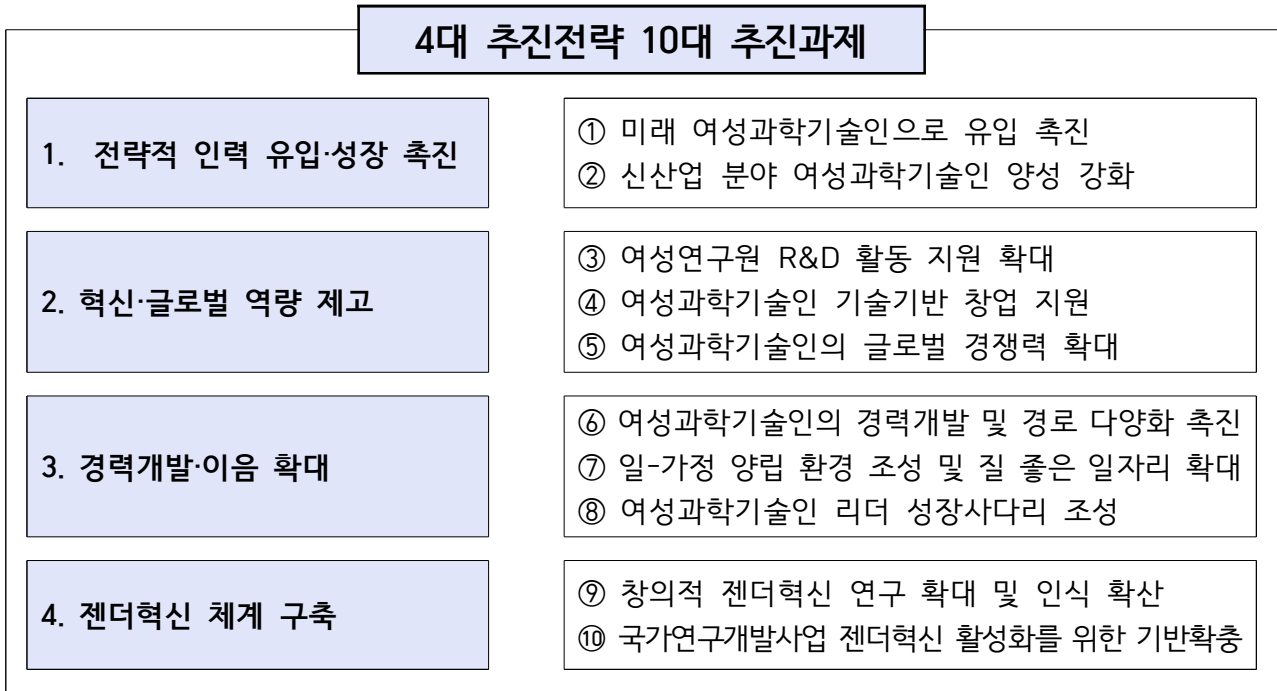 4대 추진전략 10대 추진과제
1. 전략적 인력 유입·성장 촉진
① 미래 여성과학기술인으로 유입 촉진
② 신산업 분야 여성과학기술인 양성 강화
2. 혁신·글로벌 역량 제고
③ 여성연구원 R&D 활동 지원 확대
④ 여성과학기술인 기술기반 창업 지원
⑤ 여성과학기술인의 글로벌 경쟁력 확대
3. 경력개발·이음 확대
⑥ 여성과학기술인의 경력개발 및 경로 다양화 촉진
⑦ 일-가정 양립 환경 조성 및 질 좋은 일자리 확대
⑧ 여성과학기술인 리더 성장사다리 조성
4. 젠더혁신 체계 구축
⑨ 창의적 젠더혁신 연구 확대 및 인식 확산
⑩ 국가연구개발사업 젠더혁신 활성화를 위한 기반확충